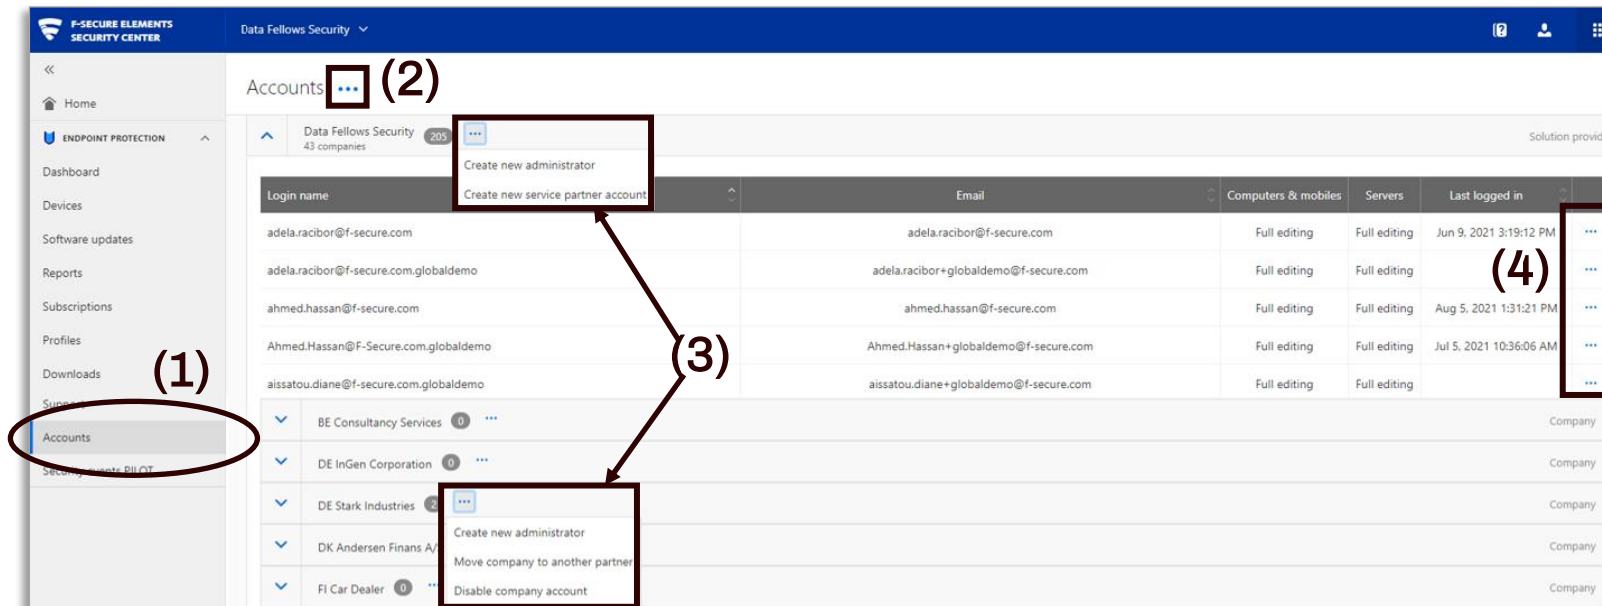 F-SECURE ELEMENTS
SECURITY CENTER
Data Fellows Security
«
Home
ENDPOINT PROTECTION
Dashboard
Devices
Software updates
Reports
Subscriptions
Profiles
Downloads
Support
Accounts
Security events PILOT
(1)
Accounts ... (2)
Data Fellows Security 205 ...
43 companies
Solution provid
Create new administrator
Create new service partner account
Login name Email Computers & mobiles Servers Last logged in
adela.racibor@f-secure.com adela.racibor@f-secure.com Full editing Full editing Jun 9, 2021 3:19:12 PM ...
adela.racibor@f-secure.com.globaldemo adela.racibor+globaldemo@f-secure.com Full editing Full editing ...
(4)
ahmed.hassan@f-secure.com ahmed.hassan@f-secure.com Full editing Full editing Aug 5, 2021 1:31:21 PM ...
Ahmed.Hassan@F-Secure.com.globaldemo Ahmed.Hassan+globaldemo@f-secure.com Full editing Full editing Jul 5, 2021 10:36:06 AM ...
(3)
aissatou.diane@f-secure.com.globaldemo aissatou.diane+globaldemo@f-secure.com Full editing Full editing ...
BE Consultancy Services 0 ... Company
DE InGen Corporation 0 ... Company
DE Stark Industries 2 ... Company
DK Andersen Finans A/ Company
FI Car Dealer 0 ... Company
Create new administrator
Move company to another partner
Disable company account